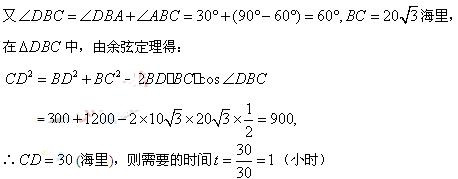 又∠DBC=∠DBA+∠ABC=30°+(90°−60°)=60°,BC=20√3海里,
在ΔDBC中，由余弦定理得:
CD²=BD²+BC²−2BD□BC□cos∠DBC
=300+1200−2×10√3×20√3×1/2=900,
∴CD=30(海里)，则需要的时间t=30/30=1（小时）